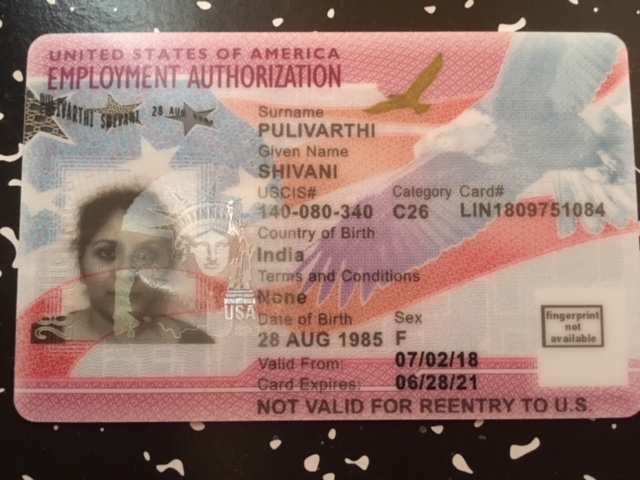 UNITED STATES OF AMERICA
EMPLOYMENT AUTHORIZATION
PULIVARTHI SHIVANI 28 AUG
Surname
PULIVARTHI
Given Name
SHIVANI
USCIS# Category Card#
140-080-340 C26 LIN1809751084
Country of Birth
India
Terms and Conditions
None
Date of Birth Sex
28 AUG 1985 F
Valid From: 07/02/18
Card Expires: 06/28/21
NOT VALID FOR REENTRY TO U.S.
USA
fingerprint
not
available